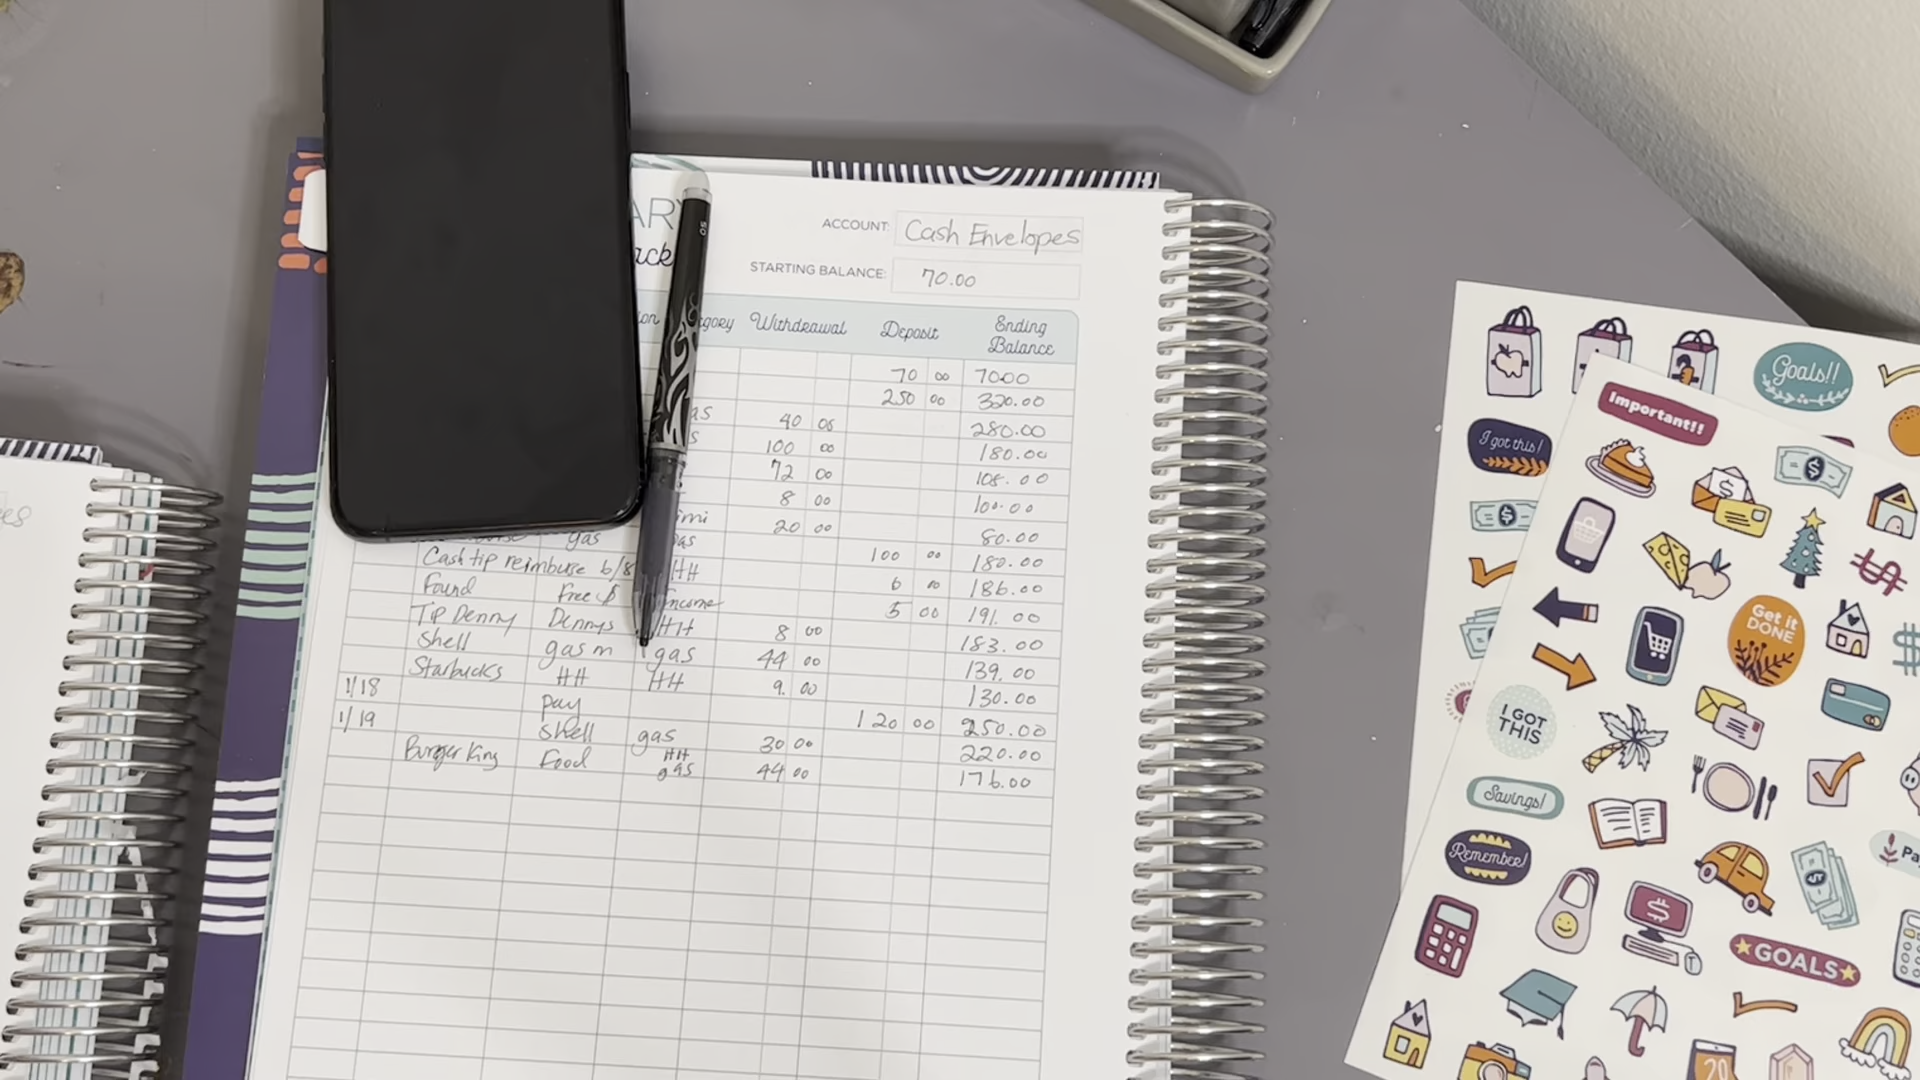 ACCOUNT: Cash Envelopes
STARTING BALANCE: 70.00
Withdrawal Deposit Ending Balance
70 00 70.00
250 00 320.00
40 00 280.00
100 00 180.00
72 00 108.00
8 00 100.00
20 00 80.00
gas 100 00 180.00
Cash tip reimburse 6/8 HH 6 00 186.00
Found Free $ Income 5 00 191.00
Tip Denny Dennys HH 8 00 183.00
Shell gas m gas 44 00 139.00
Starbucks HH HH 9.00 130.00
1/18 pay 120 00 250.00
1/19 Shell gas 30 00 220.00
Burger King Food HH gas 44 00 176.00
Goals!!
Important!!
I got this!
Get it DONE
I GOT THIS
Savings!
Remember!
GOALS
20